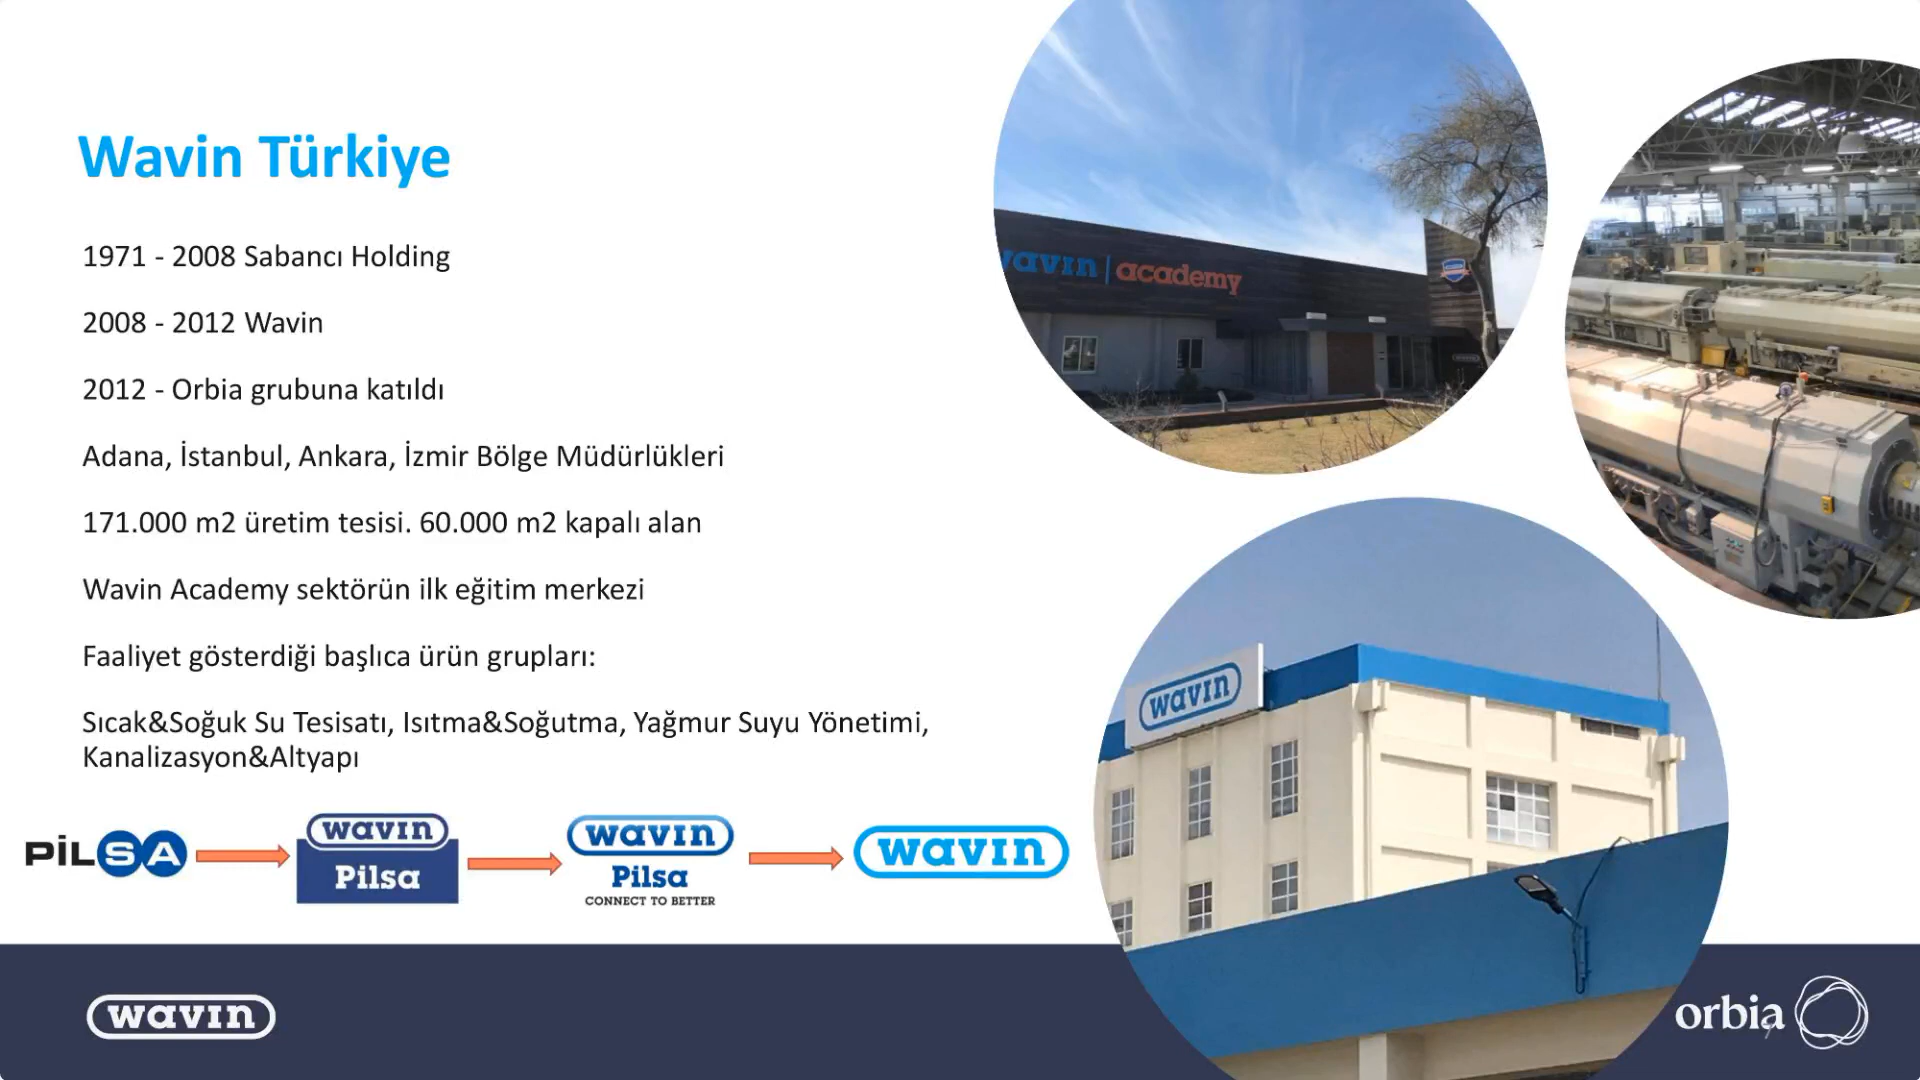 Wavin Türkiye
1971 - 2008 Sabancı Holding
2008 - 2012 Wavin
2012 - Orbia grubuna katıldı
Adana, İstanbul, Ankara, İzmir Bölge Müdürlükleri
171.000 m2 üretim tesisi. 60.000 m2 kapalı alan
Wavin Academy sektörün ilk eğitim merkezi
Faaliyet gösterdiği başlıca ürün grupları:
Sıcak&Soğuk Su Tesisatı, Isıtma&Soğutma, Yağmur Suyu Yönetimi,
Kanalizasyon&Altyapı
PİLSA
wavin
Pilsa
wavin
Pilsa
CONNECT TO BETTER
wavin
wavin | academy
wavin
wavin
orbia
7